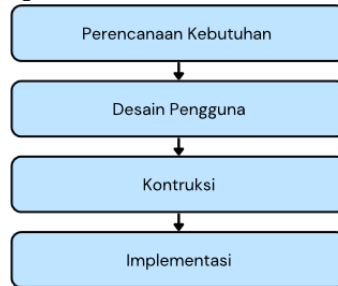 Perencanaan Kebutuhan
Desain Pengguna
Kontruksi
Implementasi